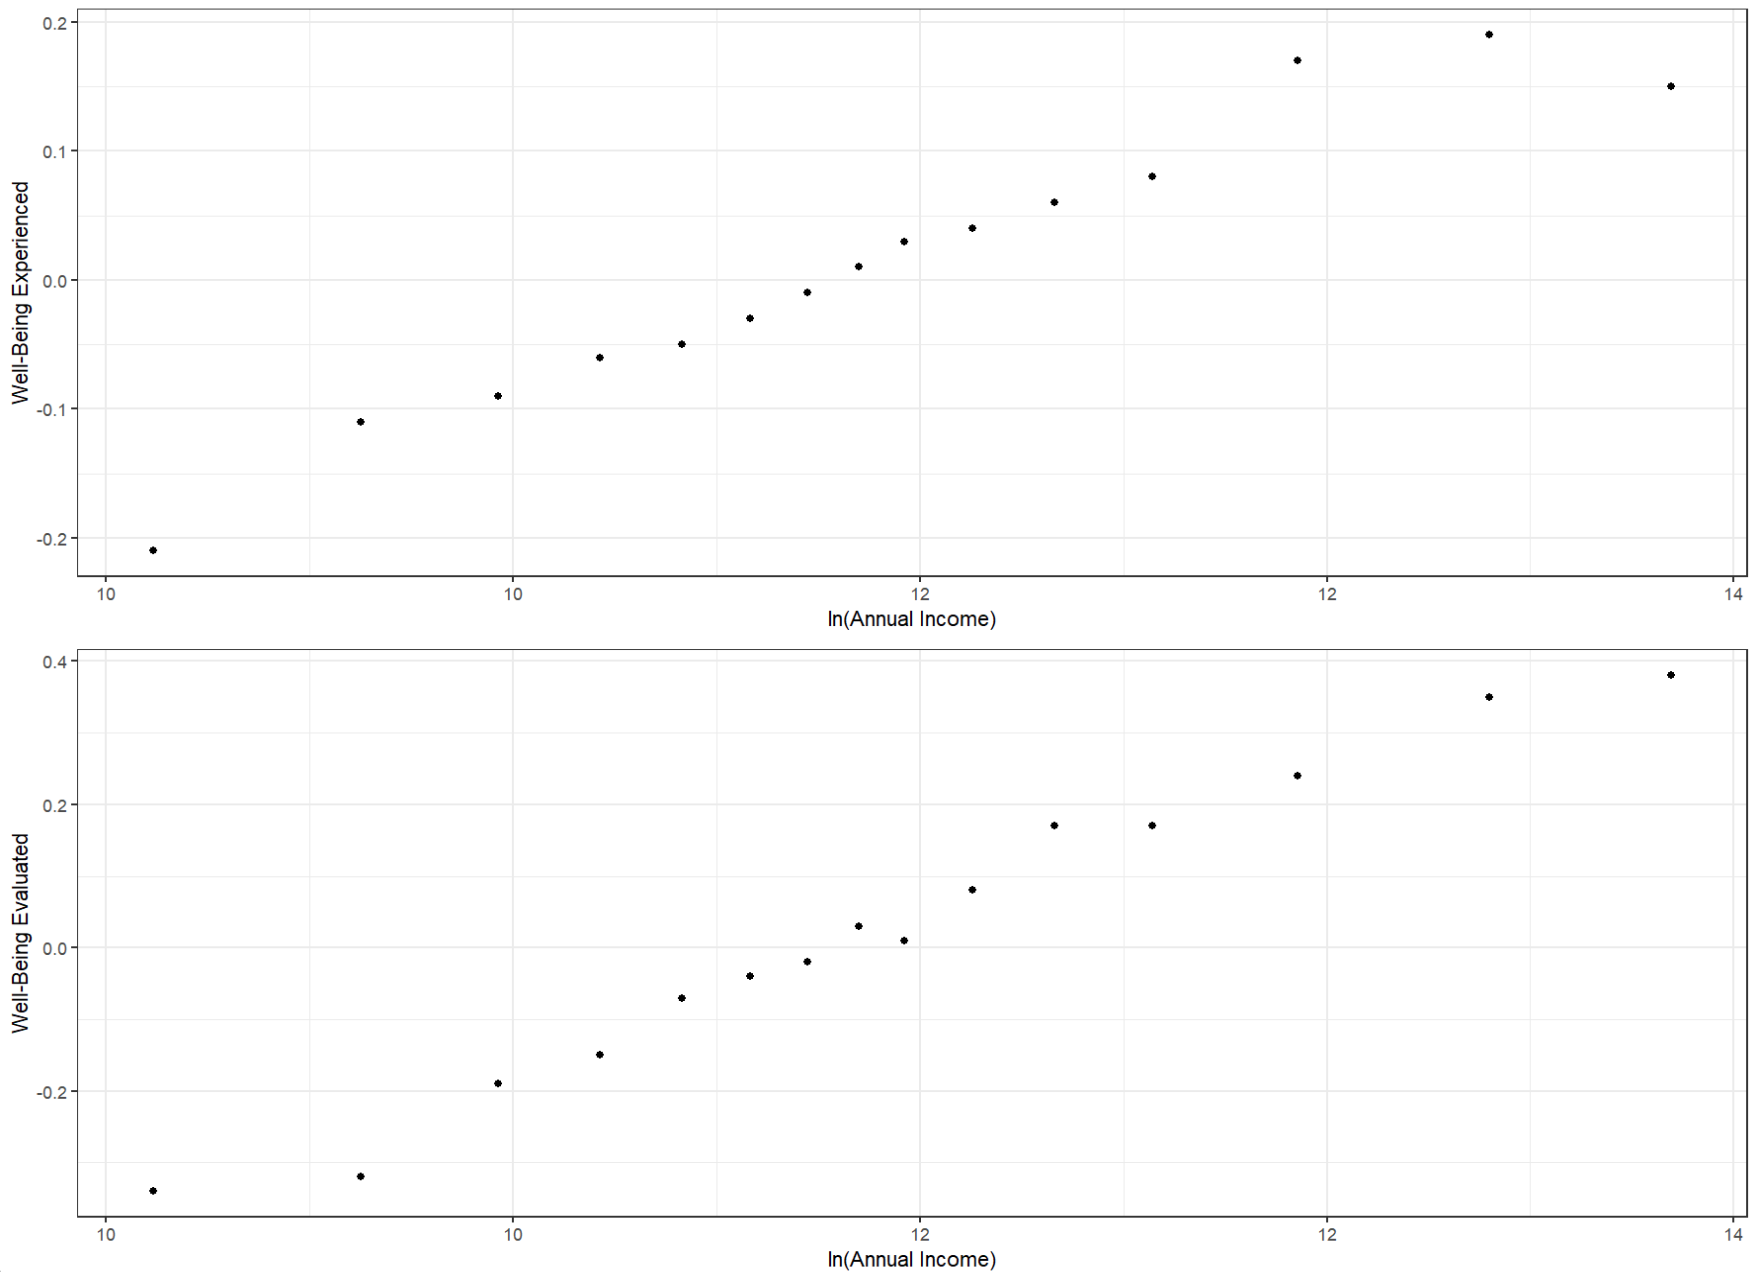 0.2
0.1
0.0
-0.1
-0.2
Well-Being Experienced
10 10 12 12 14
ln(Annual Income)
0.4
0.2
0.0
-0.2
Well-Being Evaluated
10 10 12 12 14
ln(Annual Income)